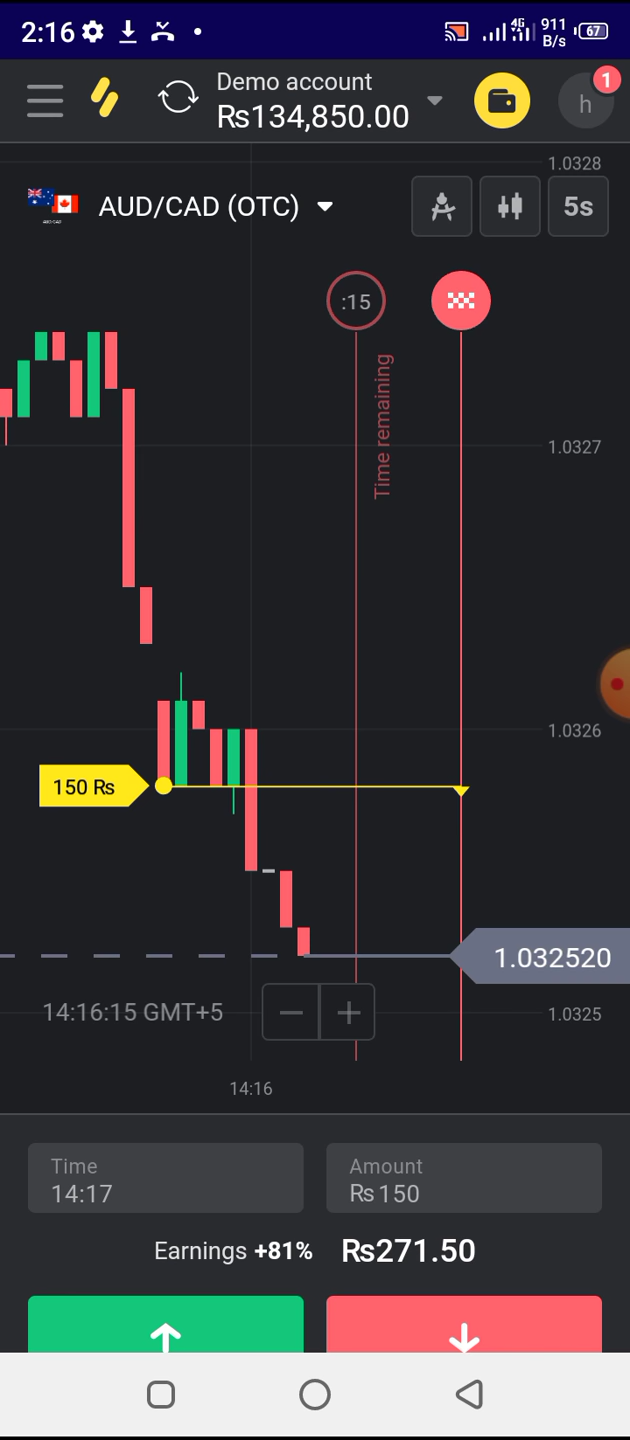 2:16
4G
911
B/s
67
Demo account
₨134,850.00
h
1
1.0328
AUD/CAD (OTC)
5s
:15
Time remaining
1.0327
1.0326
150 ₨
1.032520
14:16:15 GMT+5
1.0325
14:16
Time
14:17
Amount
₨ 150
Earnings +81% ₨271.50